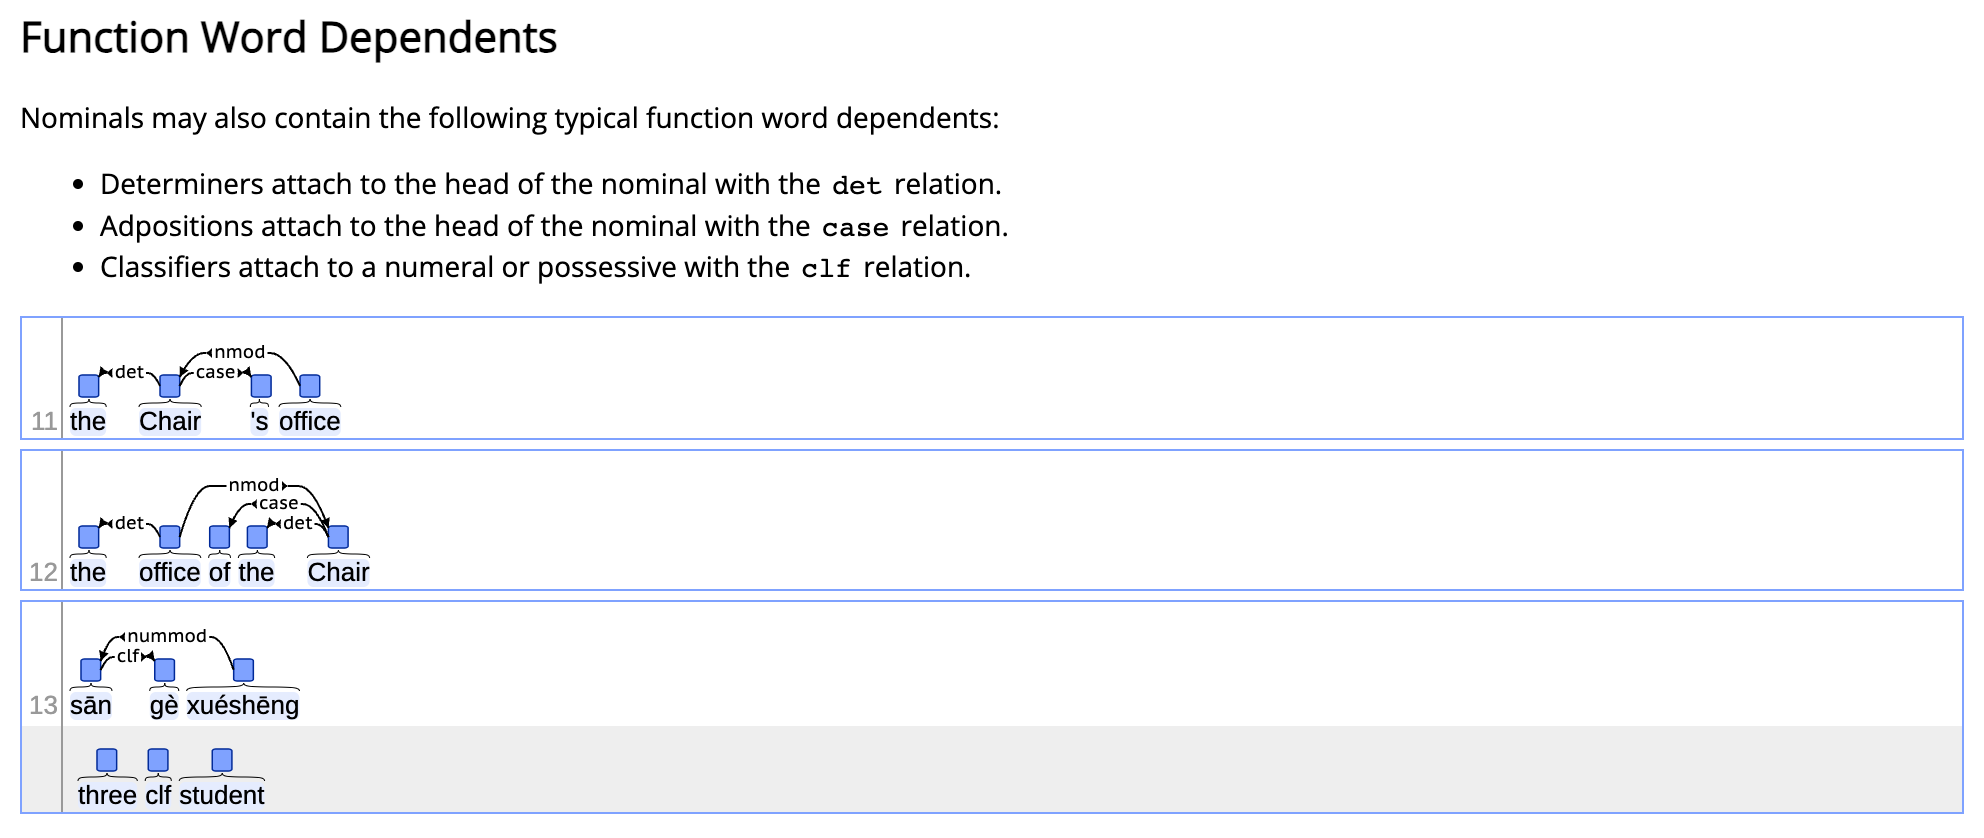 Function Word Dependents
Nominals may also contain the following typical function word dependents:
• Determiners attach to the head of the nominal with the det relation.
• Adpositions attach to the head of the nominal with the case relation.
• Classifiers attach to a numeral or possessive with the clf relation.
nmod
det case
11 the Chair 's office
nmod
case
det det
12 the office of the Chair
nummod
clf
13 sān gè xuéshēng
three clf student